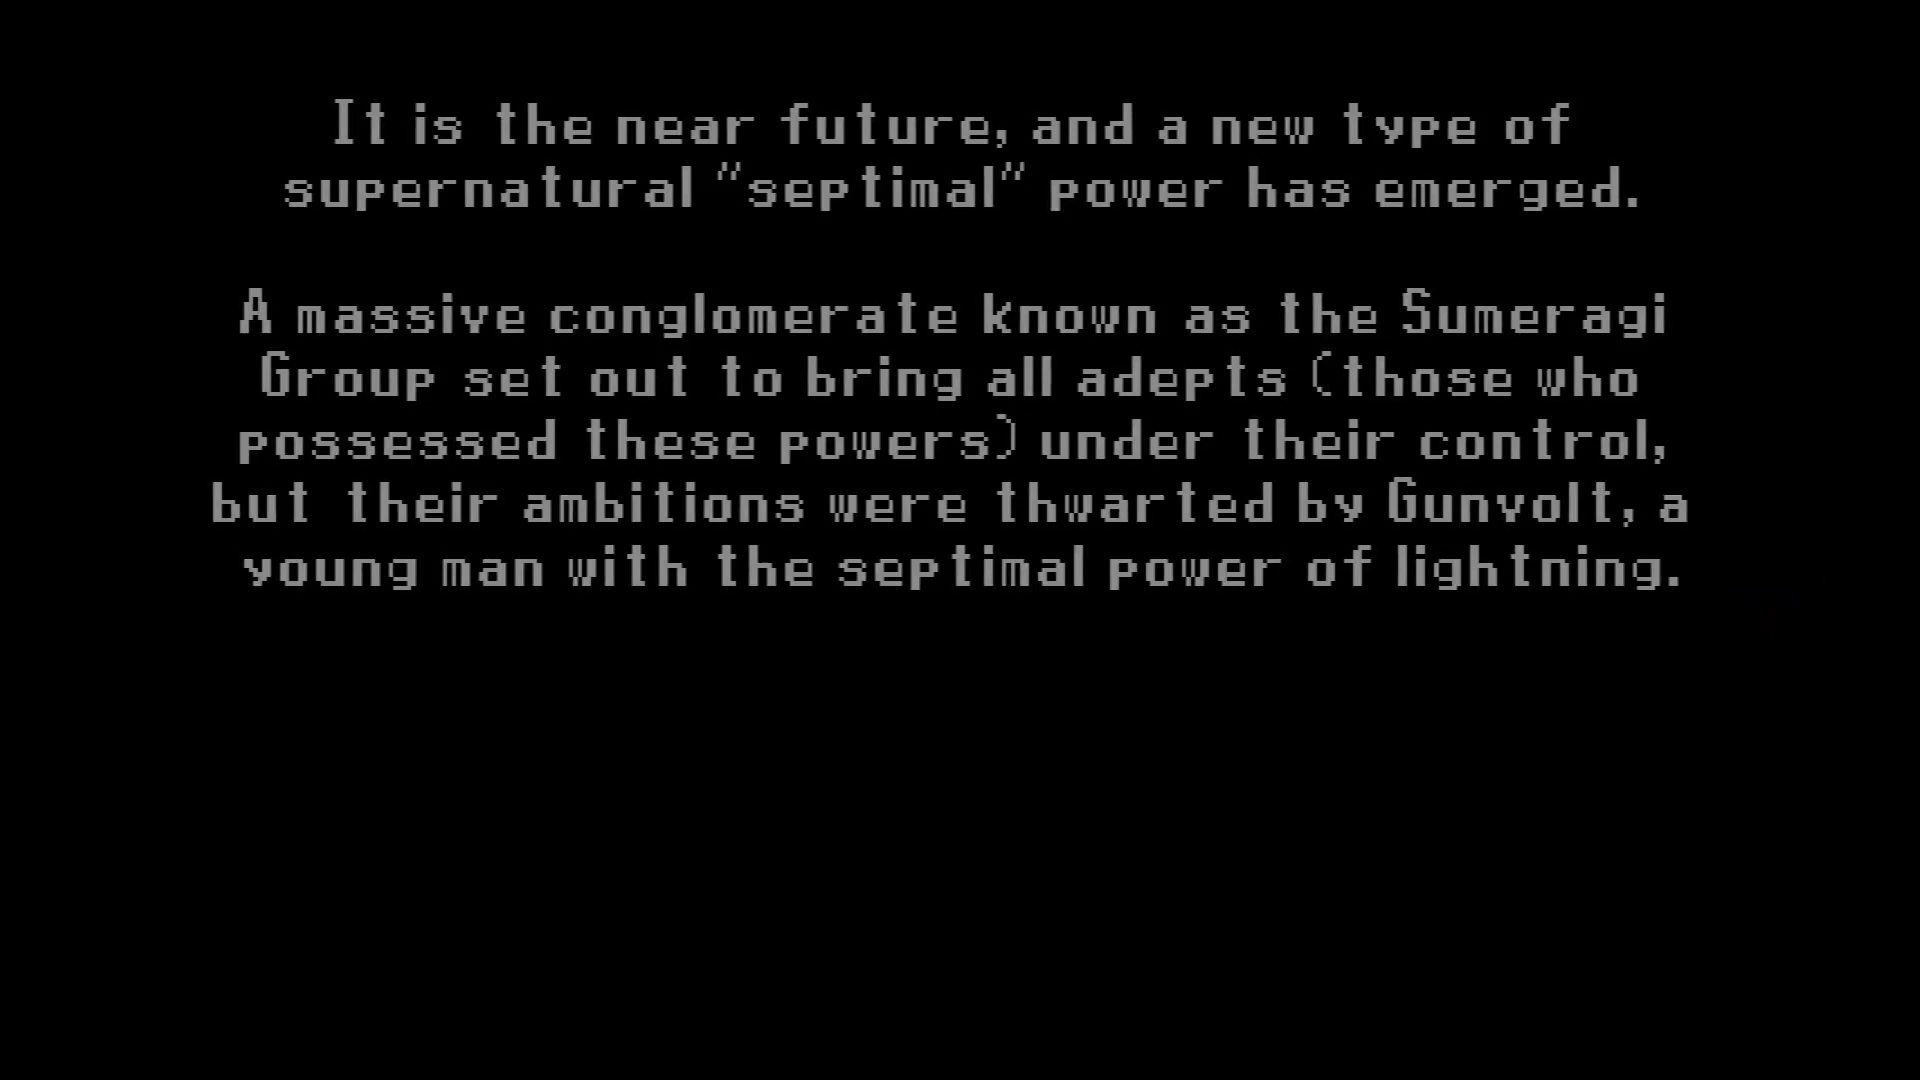 It is the near future, and a new type of
supernatural "septimal" power has emerged.
A massive conglomerate known as the Sumeragi
Group set out to bring all adepts (those who
possessed these powers) under their control,
but their ambitions were thwarted by Gunvolt, a
young man with the septimal power of lightning.